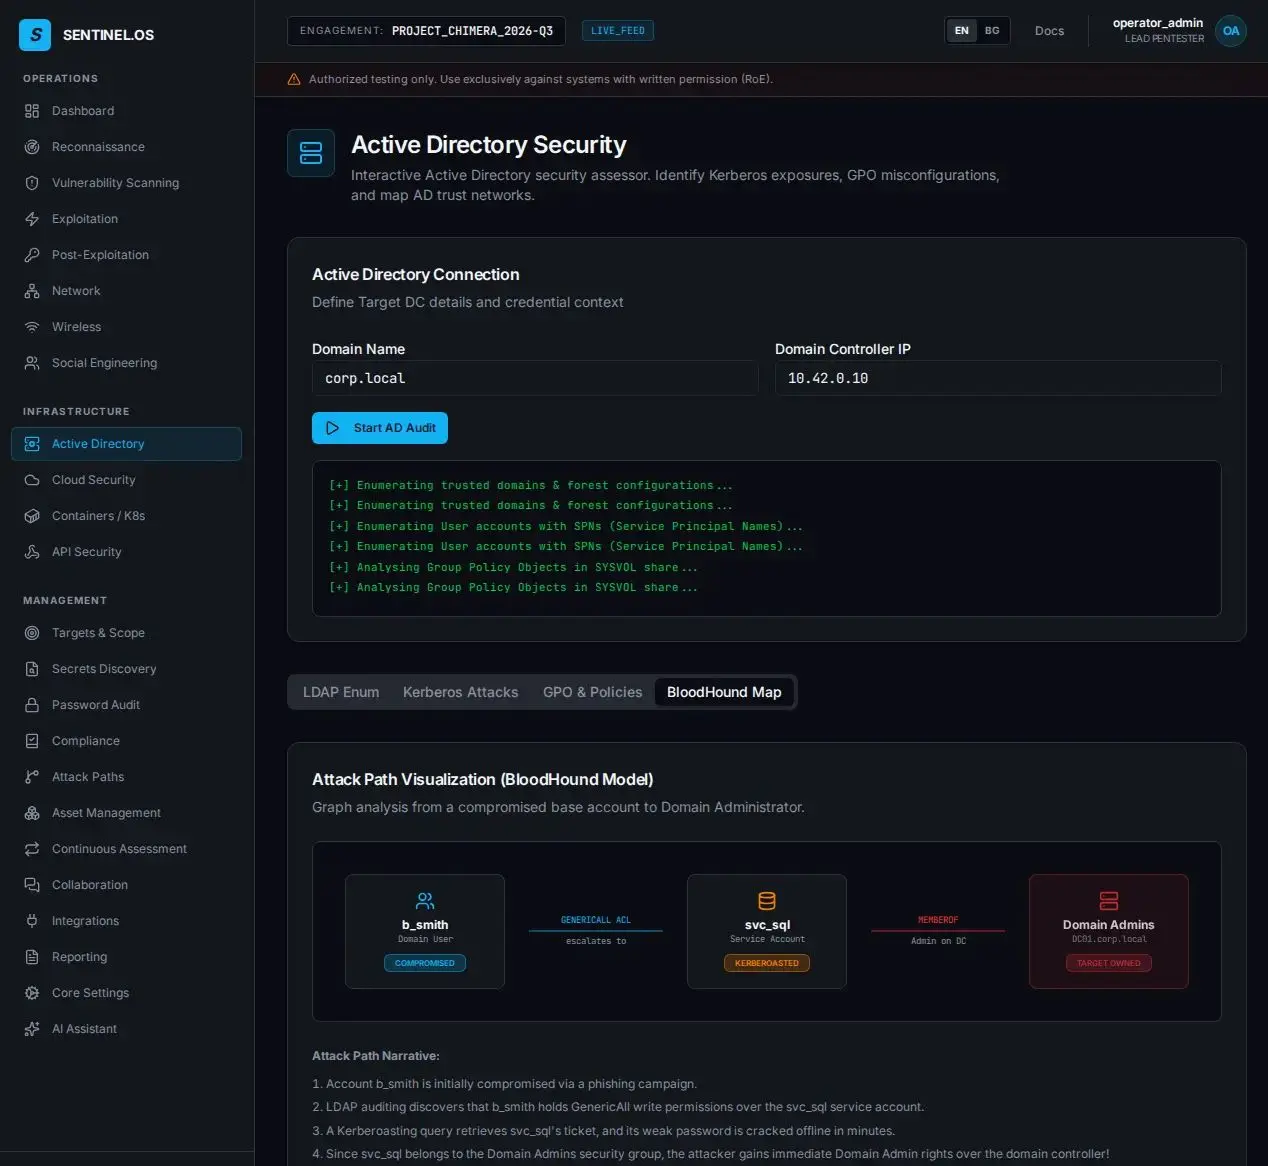 S SENTINEL.OS
ENGAGEMENT: PROJECT_CHIMERA_2026-Q3
LIVE_FEED
EN BG
Docs
operator_admin
LEAD PENTESTER
OA
Authorized testing only. Use exclusively against systems with written permission (RoE).
OPERATIONS
Dashboard
Reconnaissance
Vulnerability Scanning
Exploitation
Post-Exploitation
Network
Wireless
Social Engineering
INFRASTRUCTURE
Active Directory
Cloud Security
Containers / K8s
API Security
MANAGEMENT
Targets & Scope
Secrets Discovery
Password Audit
Compliance
Attack Paths
Asset Management
Continuous Assessment
Collaboration
Integrations
Reporting
Core Settings
AI Assistant
Active Directory Security
Interactive Active Directory security assessor. Identify Kerberos exposures, GPO misconfigurations,
and map AD trust networks.
Active Directory Connection
Define Target DC details and credential context
Domain Name
corp.local
Domain Controller IP
10.42.0.10
Start AD Audit
[+] Enumerating trusted domains & forest configurations...
[+] Enumerating trusted domains & forest configurations...
[+] Enumerating User accounts with SPNs (Service Principal Names)...
[+] Enumerating User accounts with SPNs (Service Principal Names)...
[+] Analysing Group Policy Objects in SYSVOL share...
[+] Analysing Group Policy Objects in SYSVOL share...
LDAP Enum Kerberos Attacks GPO & Policies BloodHound Map
Attack Path Visualization (BloodHound Model)
Graph analysis from a compromised base account to Domain Administrator.
b_smith
Domain User
COMPROMISED
GENERICALL ACL
escalates to
svc_sql
Service Account
KERBEROASTED
MEMBEROF
Admin on DC
Domain Admins
DC01.corp.local
TARGET OWNED
Attack Path Narrative:
1. Account b_smith is initially compromised via a phishing campaign.
2. LDAP auditing discovers that b_smith holds GenericAll write permissions over the svc_sql service account.
3. A Kerberoasting query retrieves svc_sql's ticket, and its weak password is cracked offline in minutes.
4. Since svc_sql belongs to the Domain Admins security group, the attacker gains immediate Domain Admin rights over the domain controller!